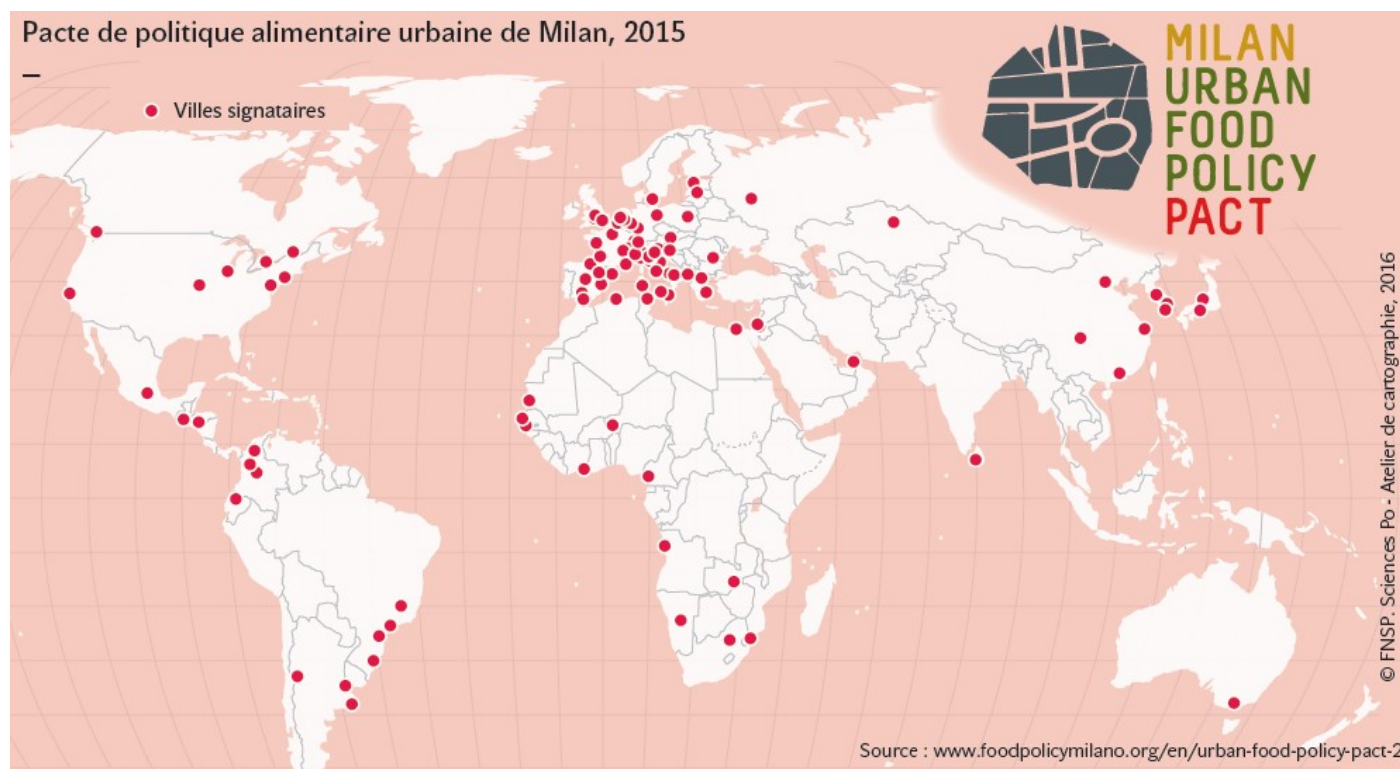 Pacte de politique alimentaire urbaine de Milan, 2015
Villes signataires
MILAN
URBAN
FOOD
POLICY
PACT
© FNSP. Sciences Po - Atelier de cartographie, 2016
Source : www.foodpolicymilano.org/en/urban-food-policy-pact-2